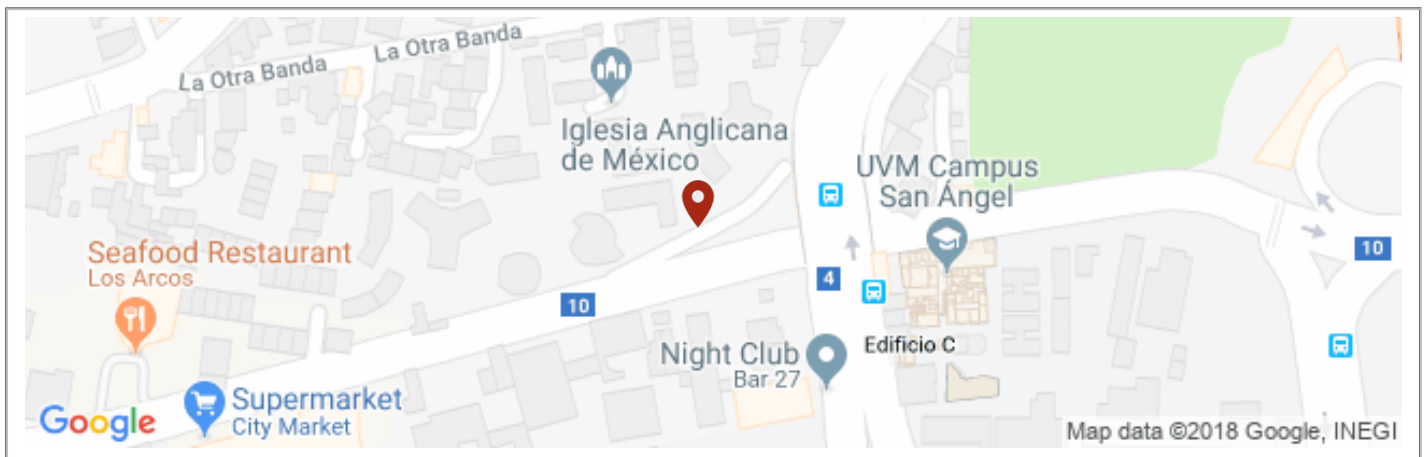 La Otra Banda
La Otra Banda
Iglesia Anglicana
de México
UVM Campus
San Ángel
Seafood Restaurant
Los Arcos
10
10
4
Night Club
Bar 27
Edificio C
Supermarket
City Market
Google
Map data ©2018 Google, INEGI